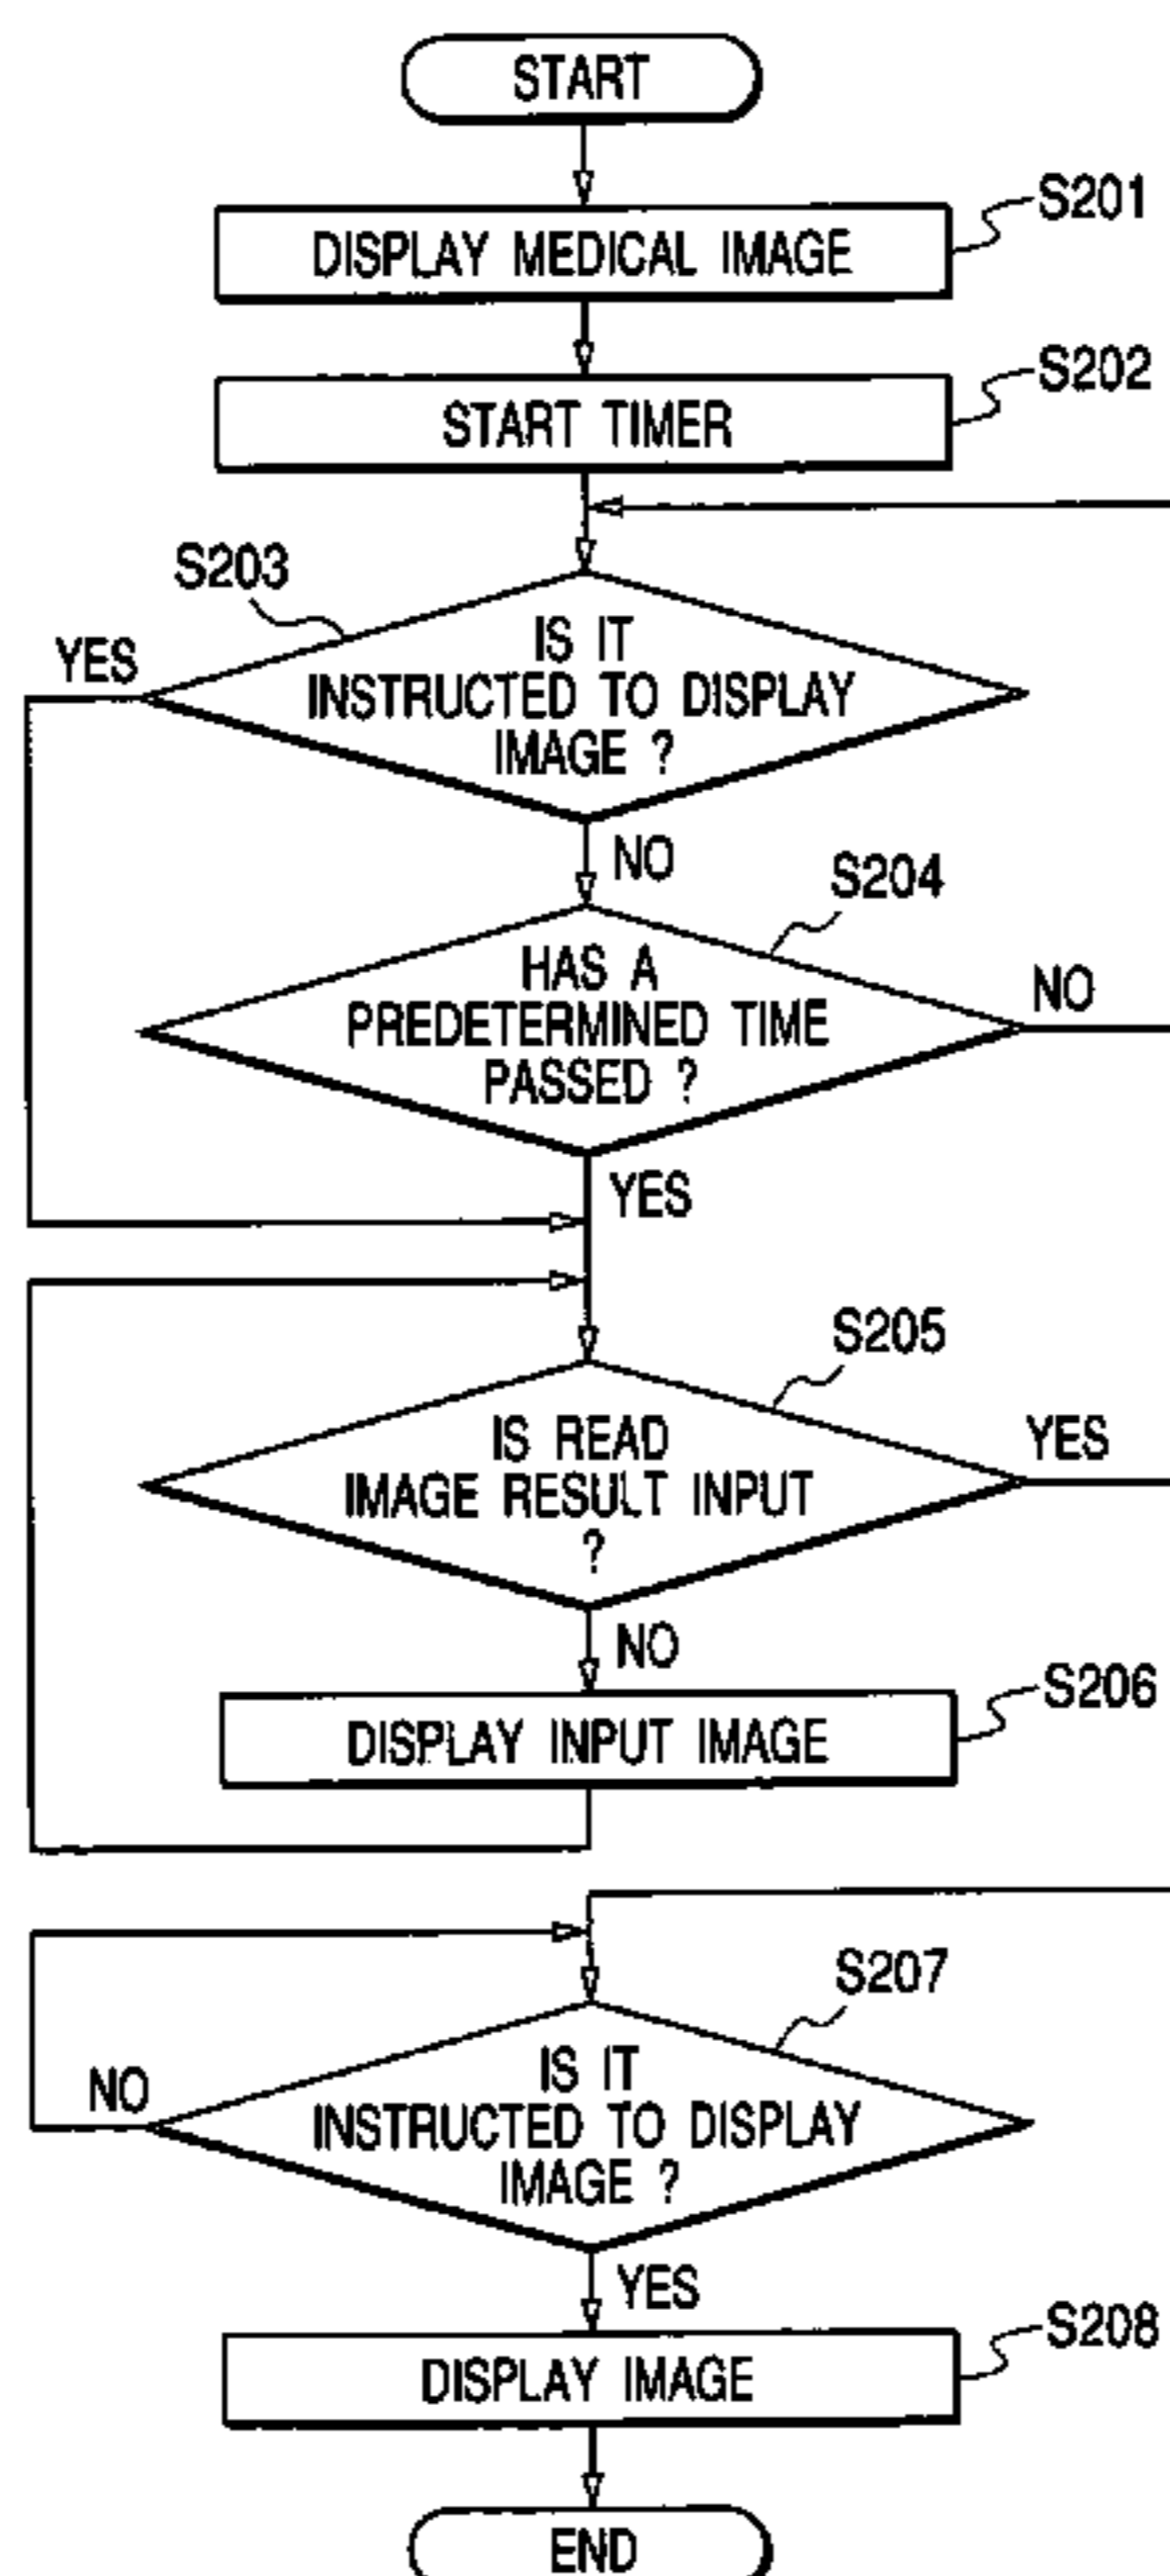 START
DISPLAY MEDICAL IMAGE
S201
START TIMER
S202
S203
YES
IS IT
INSTRUCTED TO DISPLAY
IMAGE ?
NO
S204
HAS A
PREDETERMINED TIME
PASSED ?
NO
YES
S205
IS READ
IMAGE RESULT INPUT
?
YES
NO
S206
DISPLAY INPUT IMAGE
S207
NO
IS IT
INSTRUCTED TO DISPLAY
IMAGE ?
YES
S208
DISPLAY IMAGE
END